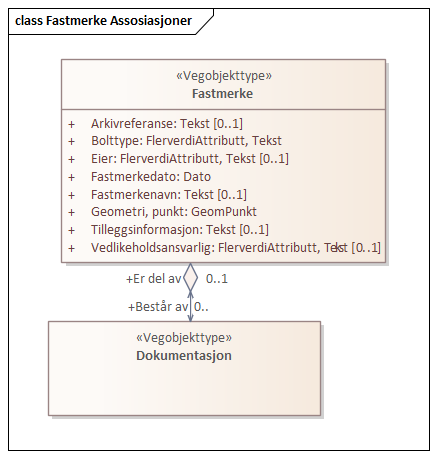 class Fastmerke Assosiasjoner
«Vegobjekttype»
Fastmerke
+ Arkivreferanse: Tekst [0..1]
+ Bolttype: FlerverdiAttributt, Tekst
+ Eier: FlerverdiAttributt, Tekst [0..1]
+ Fastmerkedato: Dato
+ Fastmerkenavn: Tekst [0..1]
+ Geometri, punkt: GeomPunkt
+ Tilleggsinformasjon: Tekst [0..1]
+ Vedlikeholdsansvarlig: FlerverdiAttributt, Tekst [0..1]
+Er del av 0..1
+Består av 0..
«Vegobjekttype»
Dokumentasjon